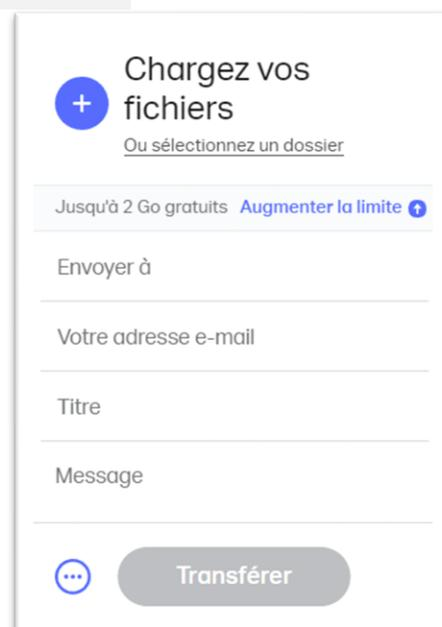 Chargez vos
fichiers
Ou sélectionnez un dossier
Jusqu'à 2 Go gratuits Augmenter la limite
Envoyer à
Votre adresse e-mail
Titre
Message
Transférer